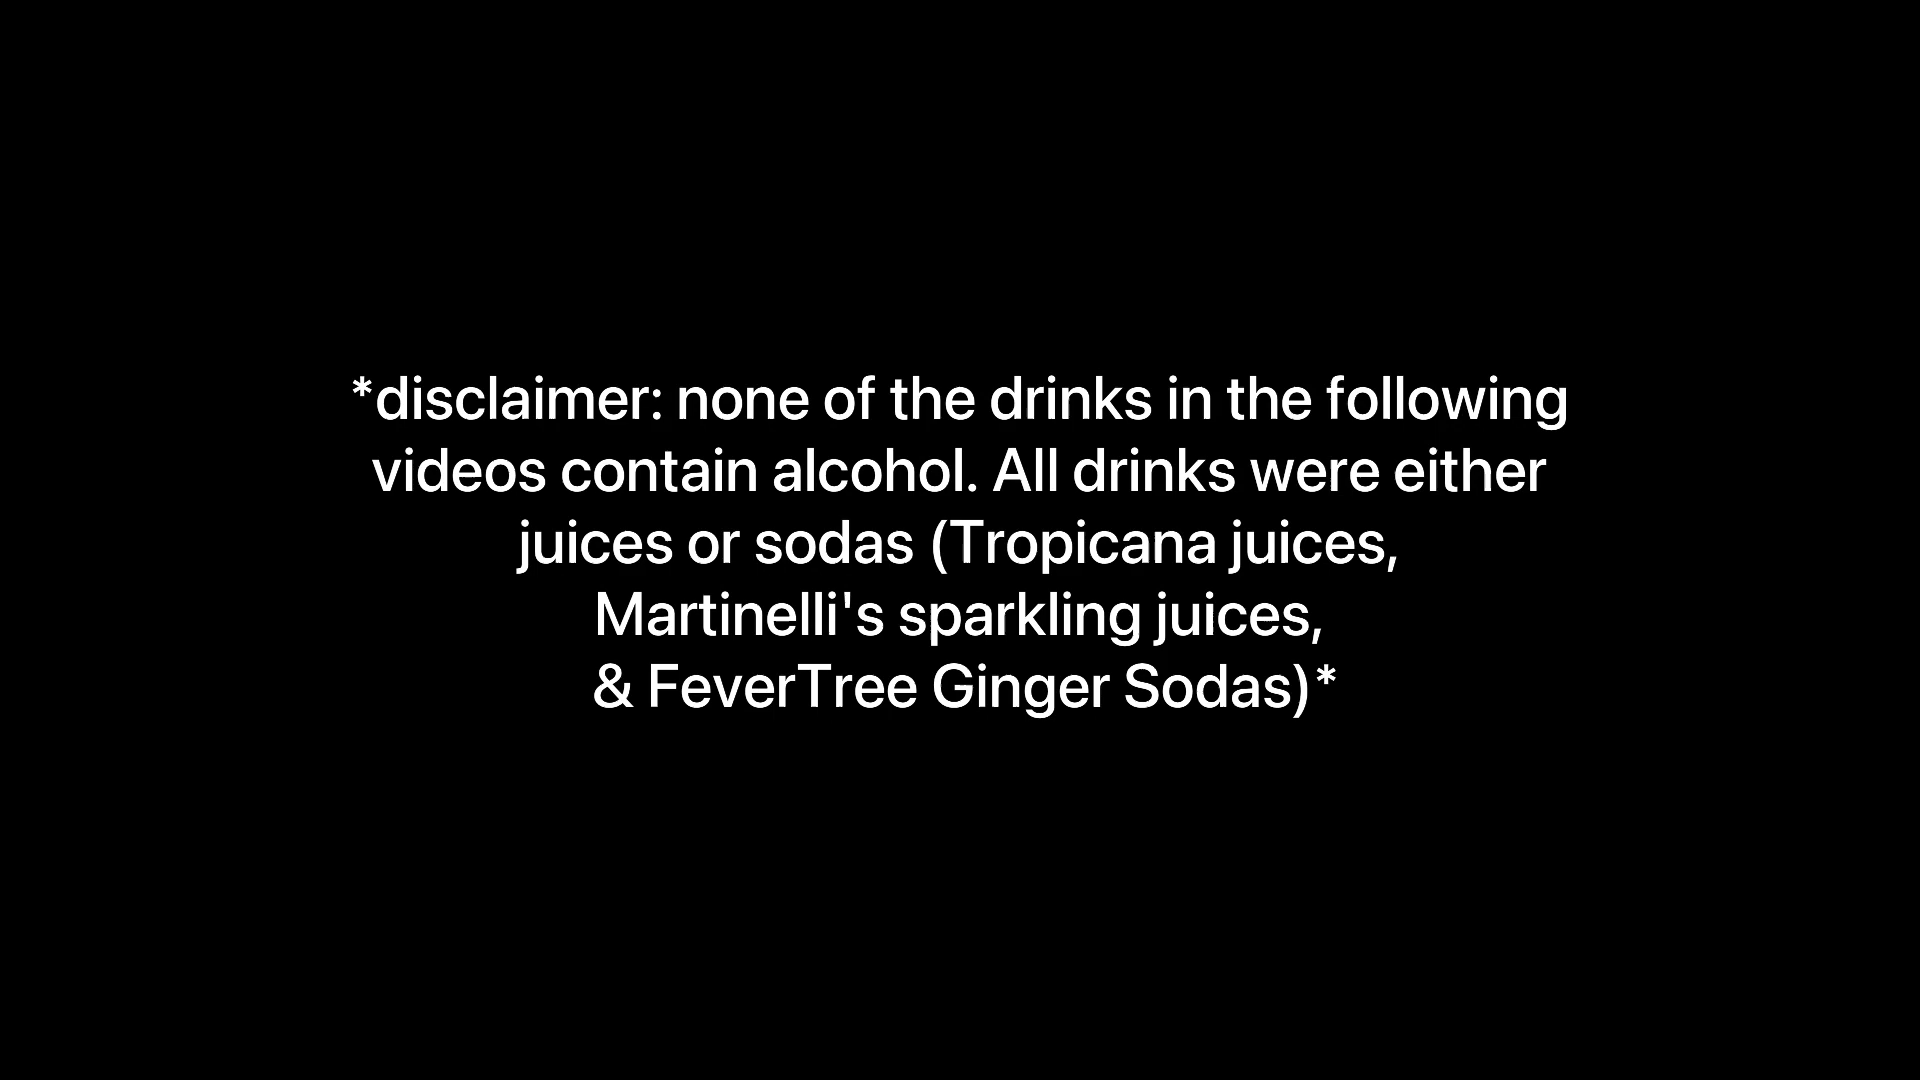 *disclaimer: none of the drinks in the following
videos contain alcohol. All drinks were either
juices or sodas (Tropicana juices,
Martinelli's sparkling juices,
& FeverTree Ginger Sodas)*